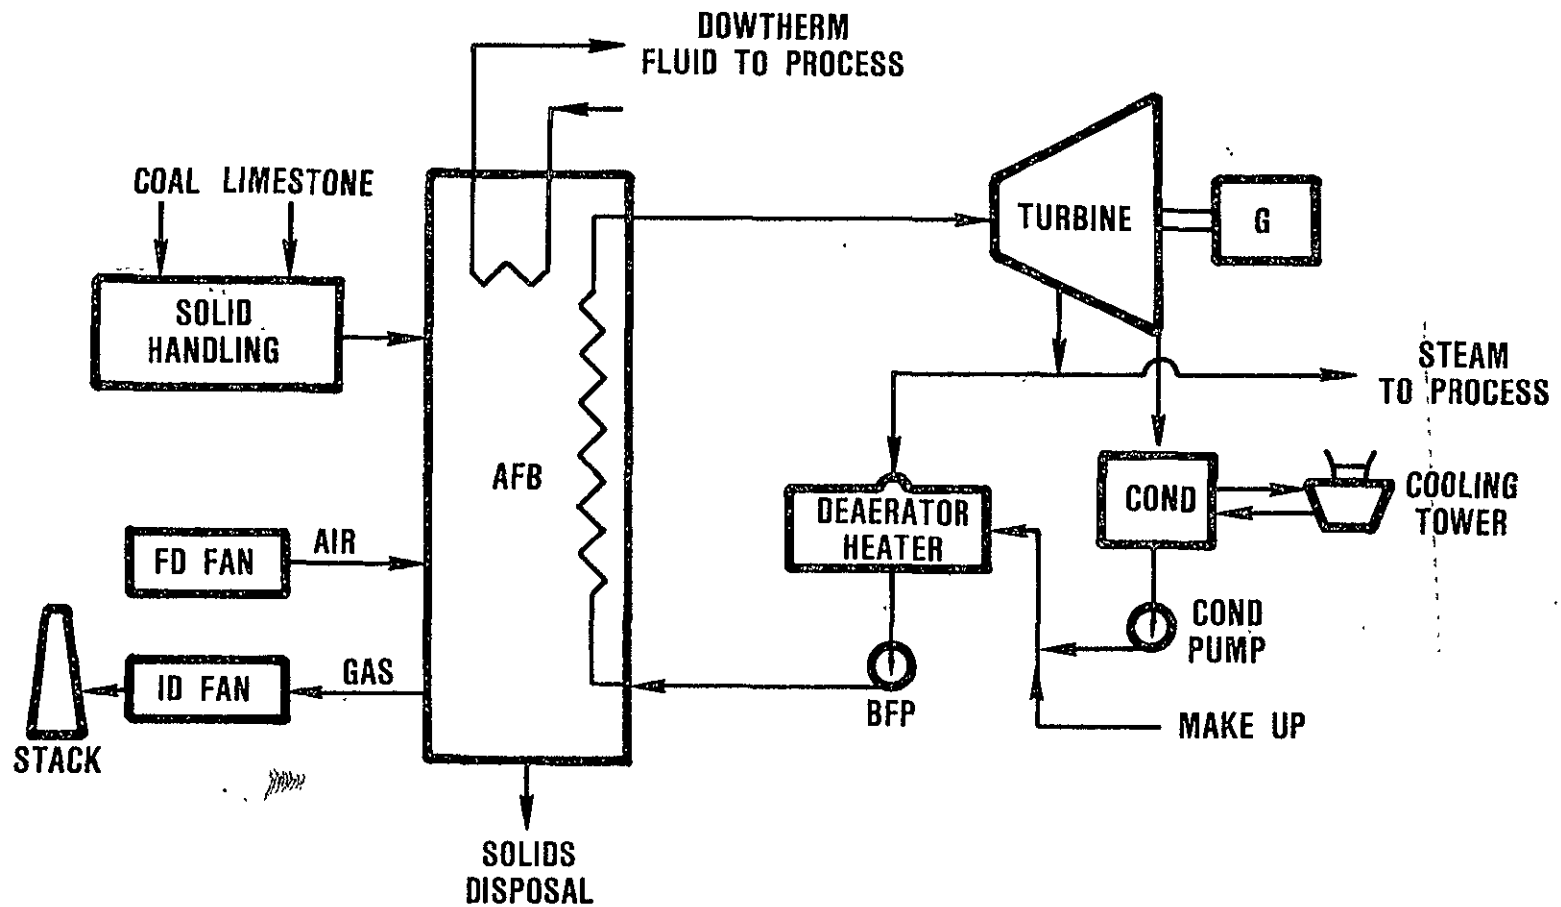 DOWTHERM
FLUID TO PROCESS
COAL LIMESTONE
SOLID
HANDLING
TURBINE
G
STEAM
TO PROCESS
AFB
DEAERATOR
HEATER
COND
COOLING
TOWER
FD FAN
AIR
COND
PUMP
ID FAN
GAS
BFP
MAKE UP
STACK
SOLIDS
DISPOSAL